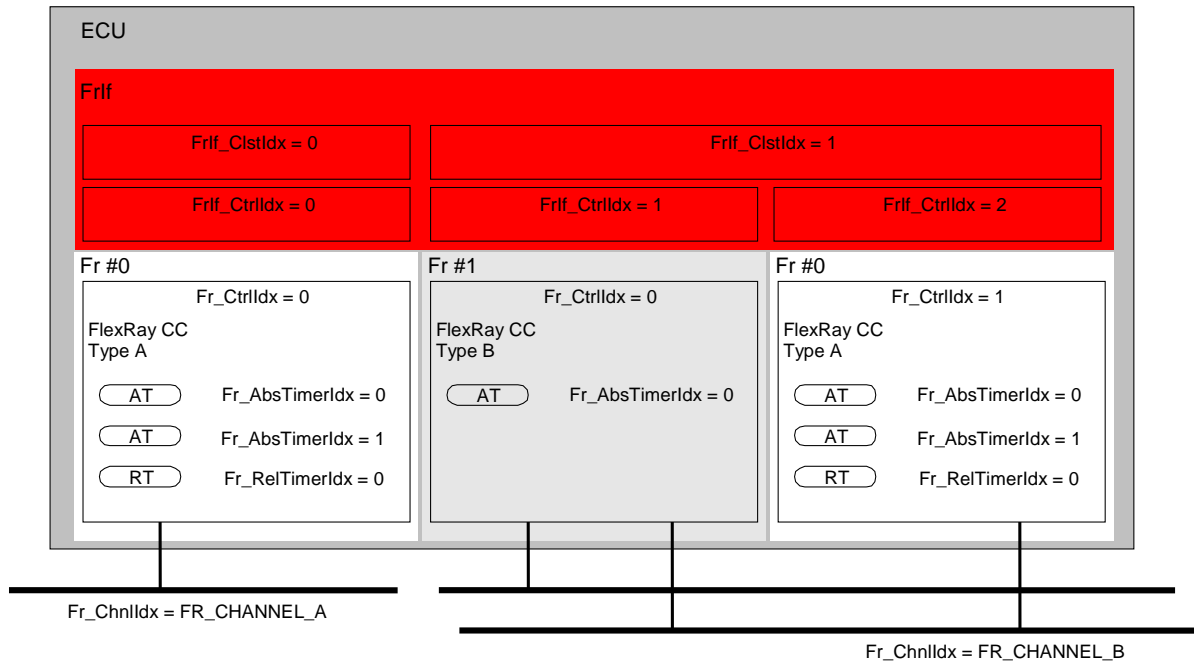 ECU
FrIf
FrIf_ClstIdx = 0
FrIf_ClstIdx = 1
FrIf_CtrlIdx = 0
FrIf_CtrlIdx = 1
FrIf_CtrlIdx = 2
Fr #0
Fr #1
Fr #0
Fr_CtrlIdx = 0
FlexRay CC
Type A
AT Fr_AbsTimerIdx = 0
AT Fr_AbsTimerIdx = 1
RT Fr_RelTimerIdx = 0
Fr_CtrlIdx = 0
FlexRay CC
Type B
AT Fr_AbsTimerIdx = 0
Fr_CtrlIdx = 1
FlexRay CC
Type A
AT Fr_AbsTimerIdx = 0
AT Fr_AbsTimerIdx = 1
RT Fr_RelTimerIdx = 0
Fr_ChnlIdx = FR_CHANNEL_A
Fr_ChnlIdx = FR_CHANNEL_B